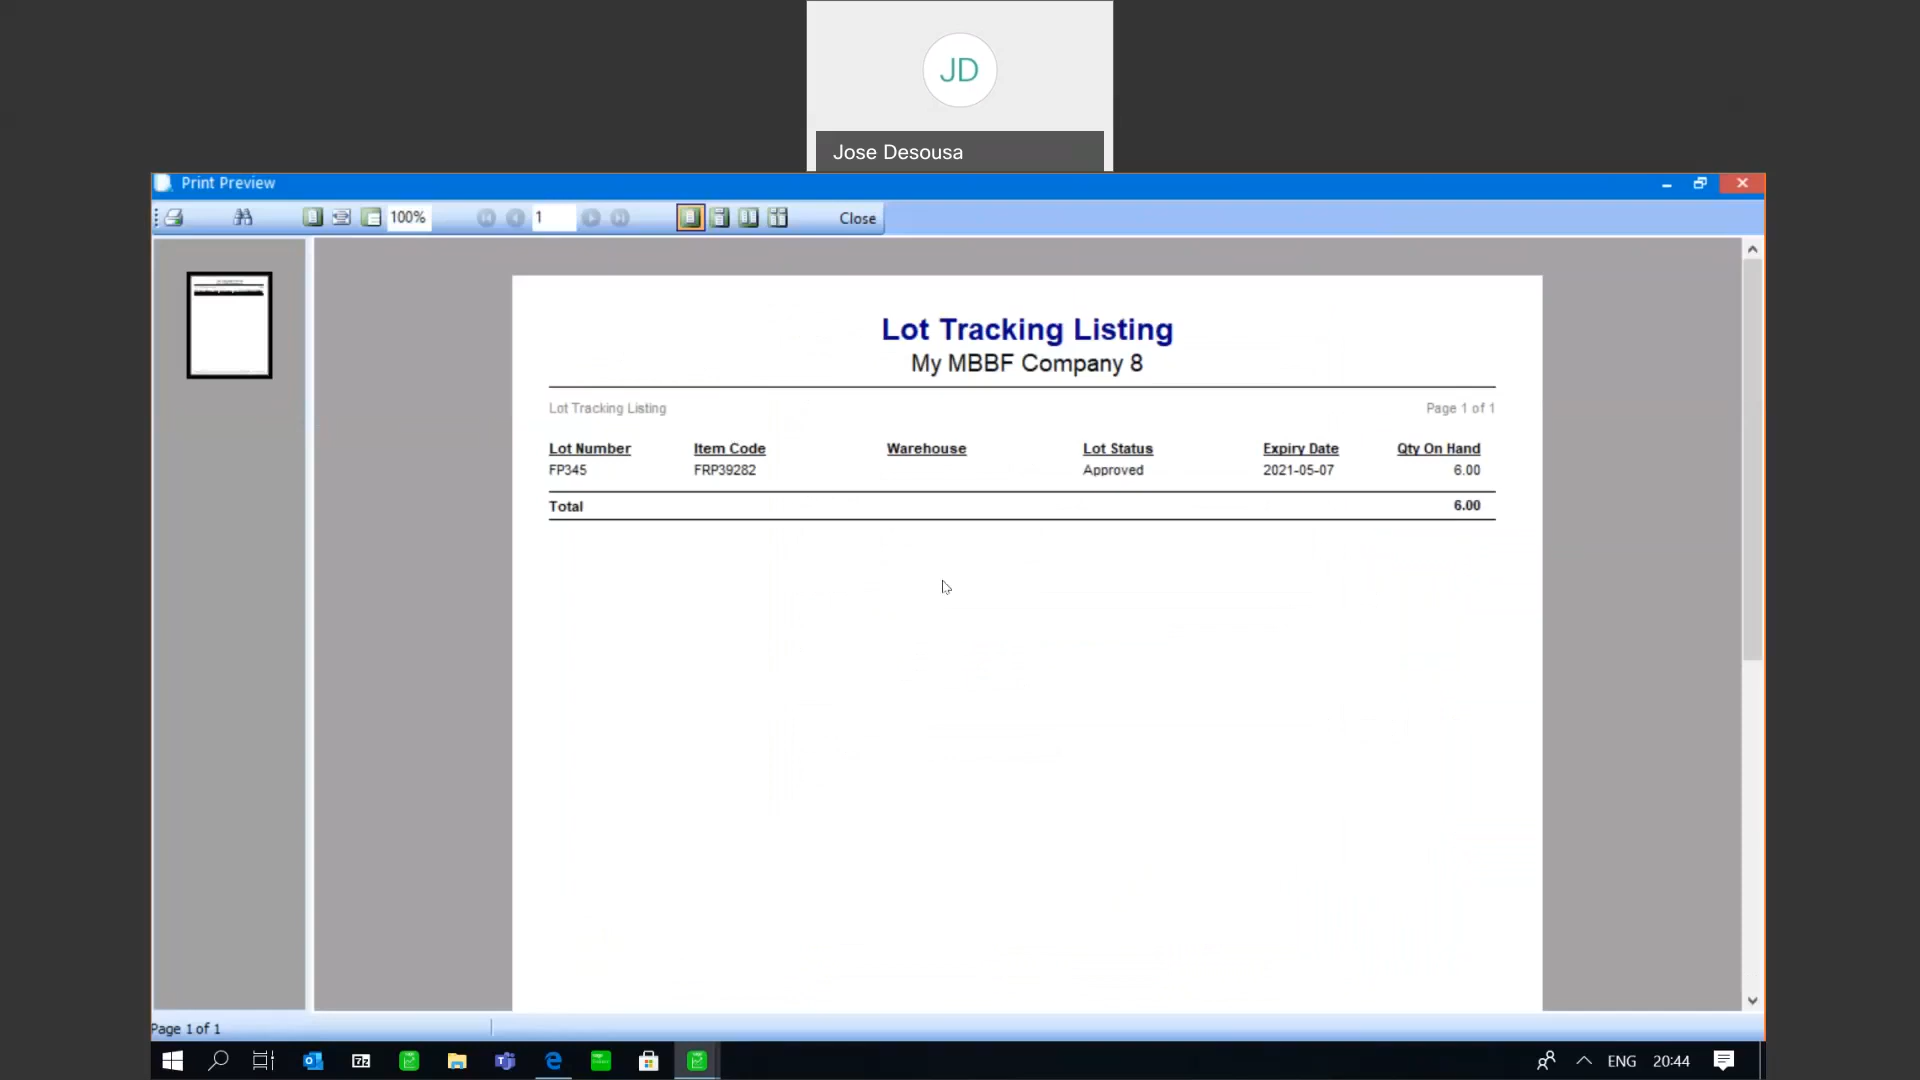 JD
Jose Desousa
Print Preview
100%
1
Close
Lot Tracking Listing
My MBBF Company 8
Lot Tracking Listing Page 1 of 1
Lot Number Item Code Warehouse Lot Status Expiry Date Qty On Hand
FP345 FRP39282 Approved 2021-05-07 6.00
Total 6.00
Page 1 of 1
7z
ENG 20:44